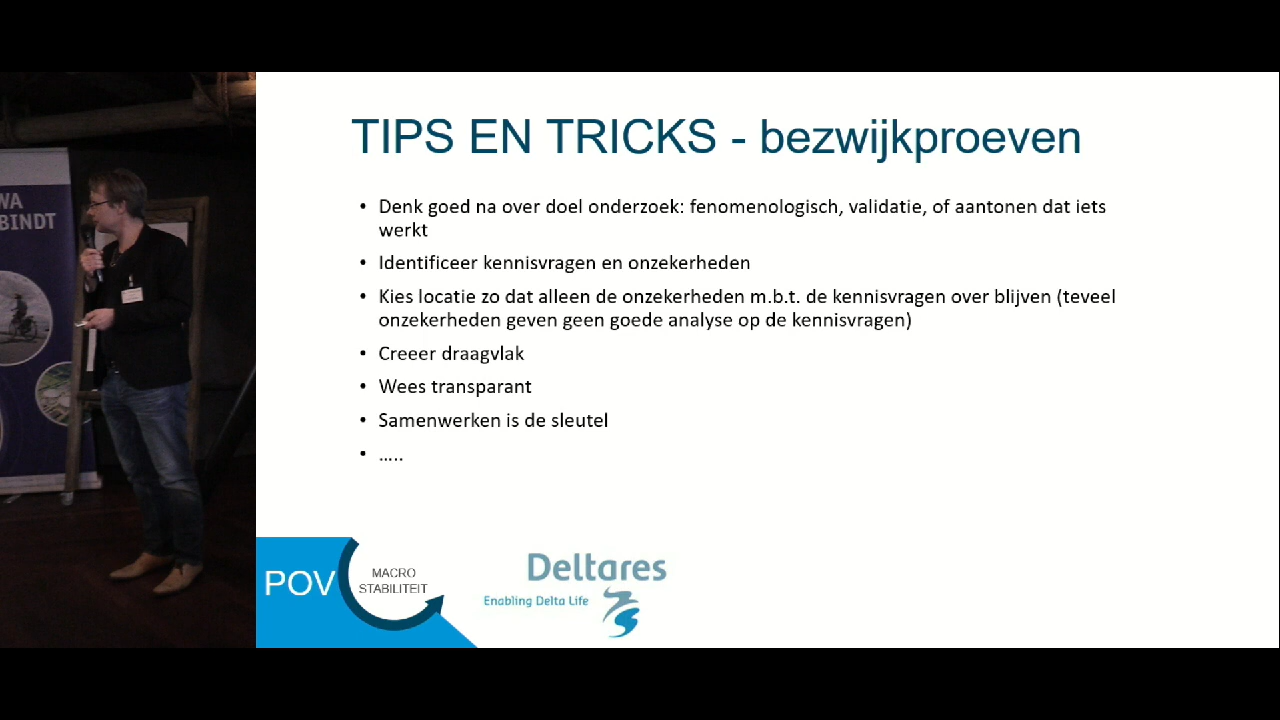 WA
BINDT
TIPS EN TRICKS - bezwijkproeven
• Denk goed na over doel onderzoek: fenomenologisch, validatie, of aantonen dat iets
werkt
• Identificeer kennisvragen en onzekerheden
• Kies locatie zo dat alleen de onzekerheden m.b.t. de kennisvragen over blijven (teveel
onzekerheden geven geen goede analyse op de kennisvragen)
• Creeer draagvlak
• Wees transparant
• Samenwerken is de sleutel
• .....
POV
MACRO
STABILITEIT
Deltares
Enabling Delta Life